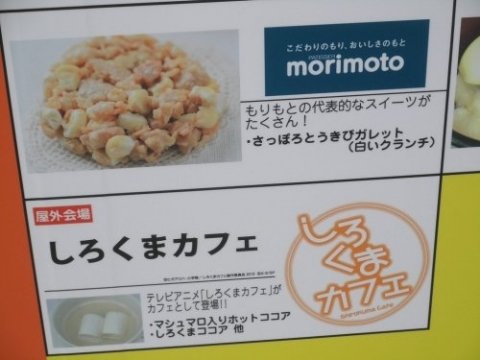 こだわりのもり、おいしさのもと
morimoto
もりもとの代表的なスイーツが
たくさん！
・さっぽろとうきびガレット
（白いクランチ）
屋外会場
しろくまカフェ
テレビアニメ「しろくまカフェ」が
カフェとして登場!!
・マシュマロ入りホットココア
・しろくまココア 他
しろ
くま
カフェ
SHIROKUMA CAFE